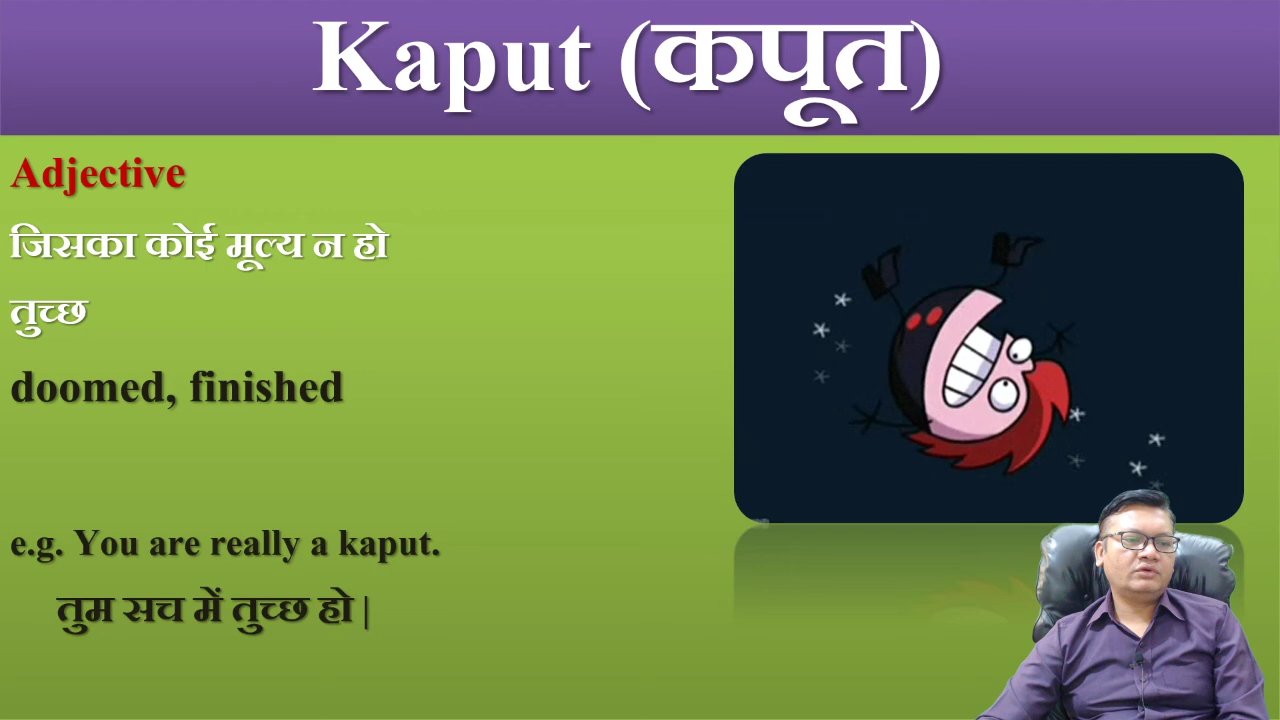 Kaput (कपूत)
Adjective
जिसका कोई मूल्य न हो
तुच्छ
doomed, finished
e.g. You are really a kaput.
तुम सच में तुच्छ हो |